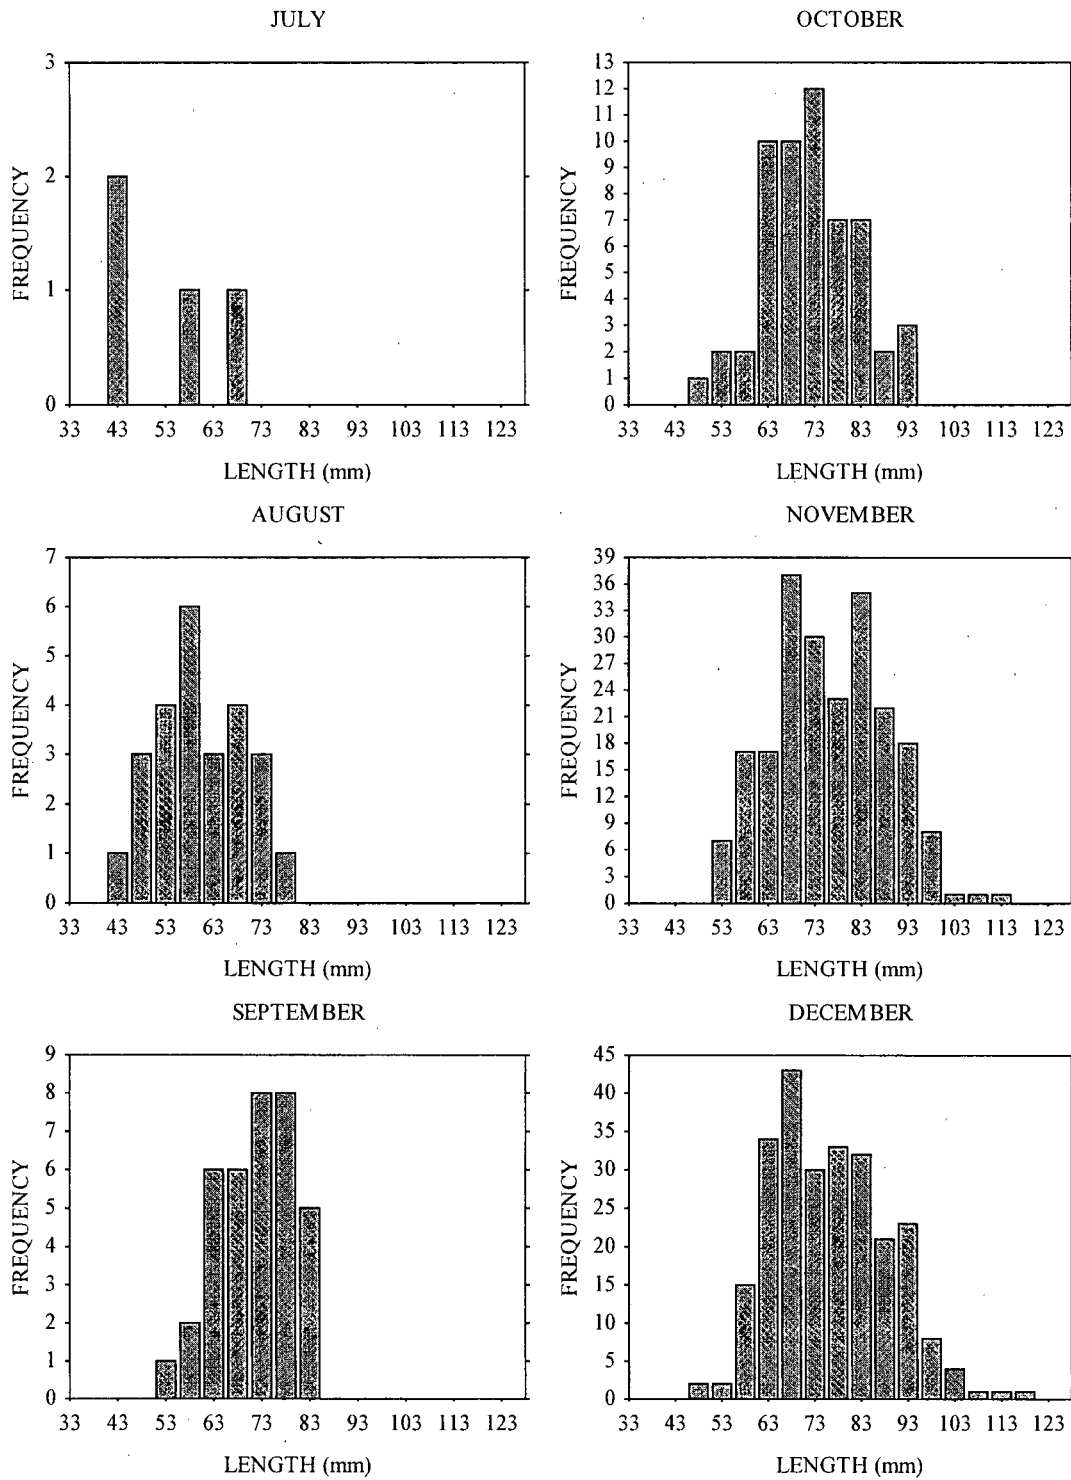 JULY
3
2
1
0
FREQUENCY
33 43 53 63 73 83 93 103 113 123
LENGTH (mm)
OCTOBER
13
12
11
10
9
8
7
6
5
4
3
2
1
0
FREQUENCY
33 43 53 63 73 83 93 103 113 123
LENGTH (mm)
AUGUST
7
6
5
4
3
2
1
0
FREQUENCY
33 43 53 63 73 83 93 103 113 123
LENGTH (mm)
NOVEMBER
39
36
33
30
27
24
21
18
15
12
9
6
3
0
FREQUENCY
33 43 53 63 73 83 93 103 113 123
LENGTH (mm)
SEPTEMBER
9
8
7
6
5
4
3
2
1
0
FREQUENCY
33 43 53 63 73 83 93 103 113 123
LENGTH (mm)
DECEMBER
45
40
35
30
25
20
15
10
5
0
FREQUENCY
33 43 53 63 73 83 93 103 113 123
LENGTH (mm)